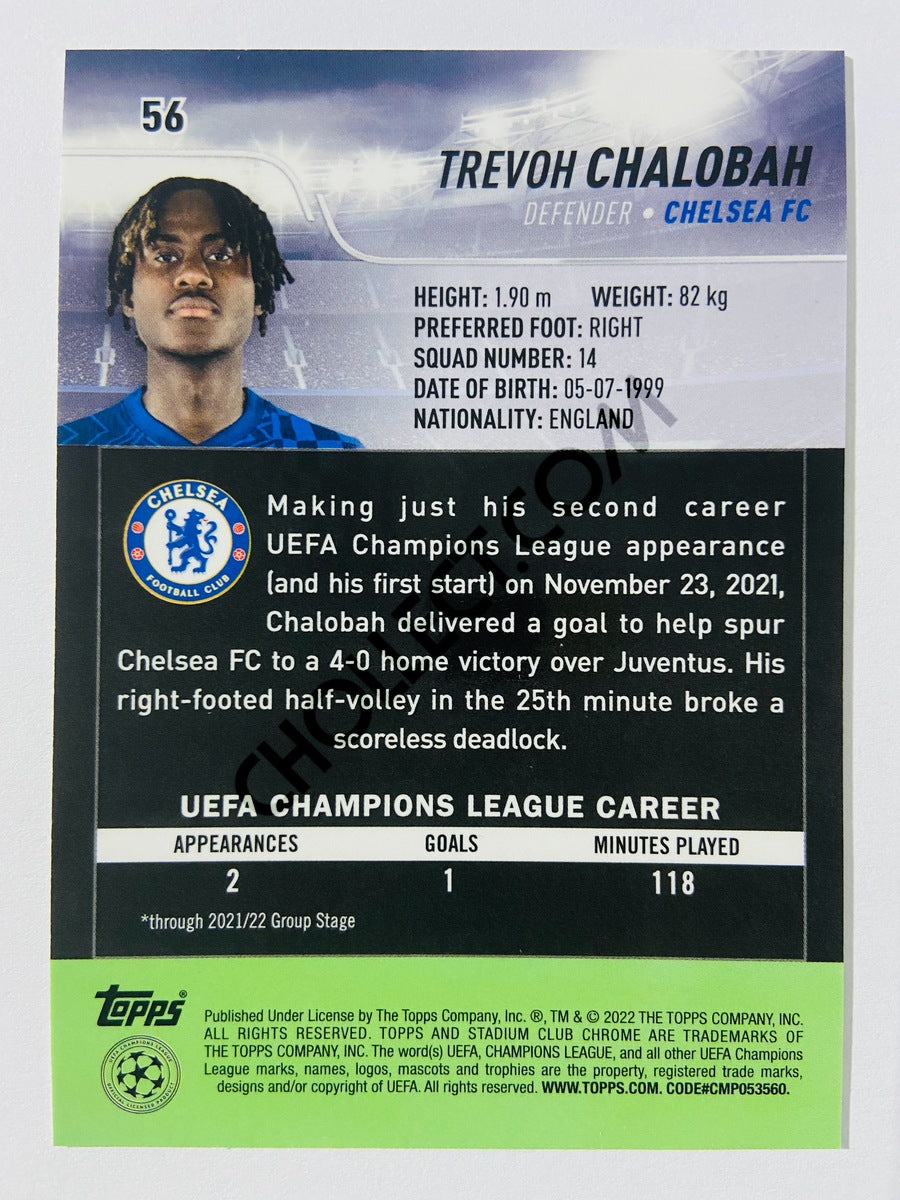 56
TREVOH CHALOBAH
DEFENDER • CHELSEA FC
HEIGHT: 1.90 m WEIGHT: 82 kg
PREFERRED FOOT: RIGHT
SQUAD NUMBER: 14
DATE OF BIRTH: 05-07-1999
NATIONALITY: ENGLAND
CHELSEA
FOOTBALL CLUB
Making just his second career
UEFA Champions League appearance
(and his first start) on November 23, 2021,
Chalobah delivered a goal to help spur
Chelsea FC to a 4-0 home victory over Juventus. His
right-footed half-volley in the 25th minute broke a
scoreless deadlock.
CHOLLECT.COM
UEFA CHAMPIONS LEAGUE CAREER
APPEARANCES GOALS MINUTES PLAYED
2 1 118
*through 2021/22 Group Stage
topps®
UEFA CHAMPIONS LEAGUE
OFFICIAL LICENSED PRODUCT
Published Under License by The Topps Company, Inc. ®, TM & © 2022 THE TOPPS COMPANY, INC.
ALL RIGHTS RESERVED. TOPPS AND STADIUM CLUB CHROME ARE TRADEMARKS OF
THE TOPPS COMPANY, INC. The word(s) UEFA, CHAMPIONS LEAGUE, and all other UEFA Champions
League marks, names, logos, mascots and trophies are the property, registered trade marks,
designs and/or copyright of UEFA. All rights reserved. WWW.TOPPS.COM. CODE#CMP053560.